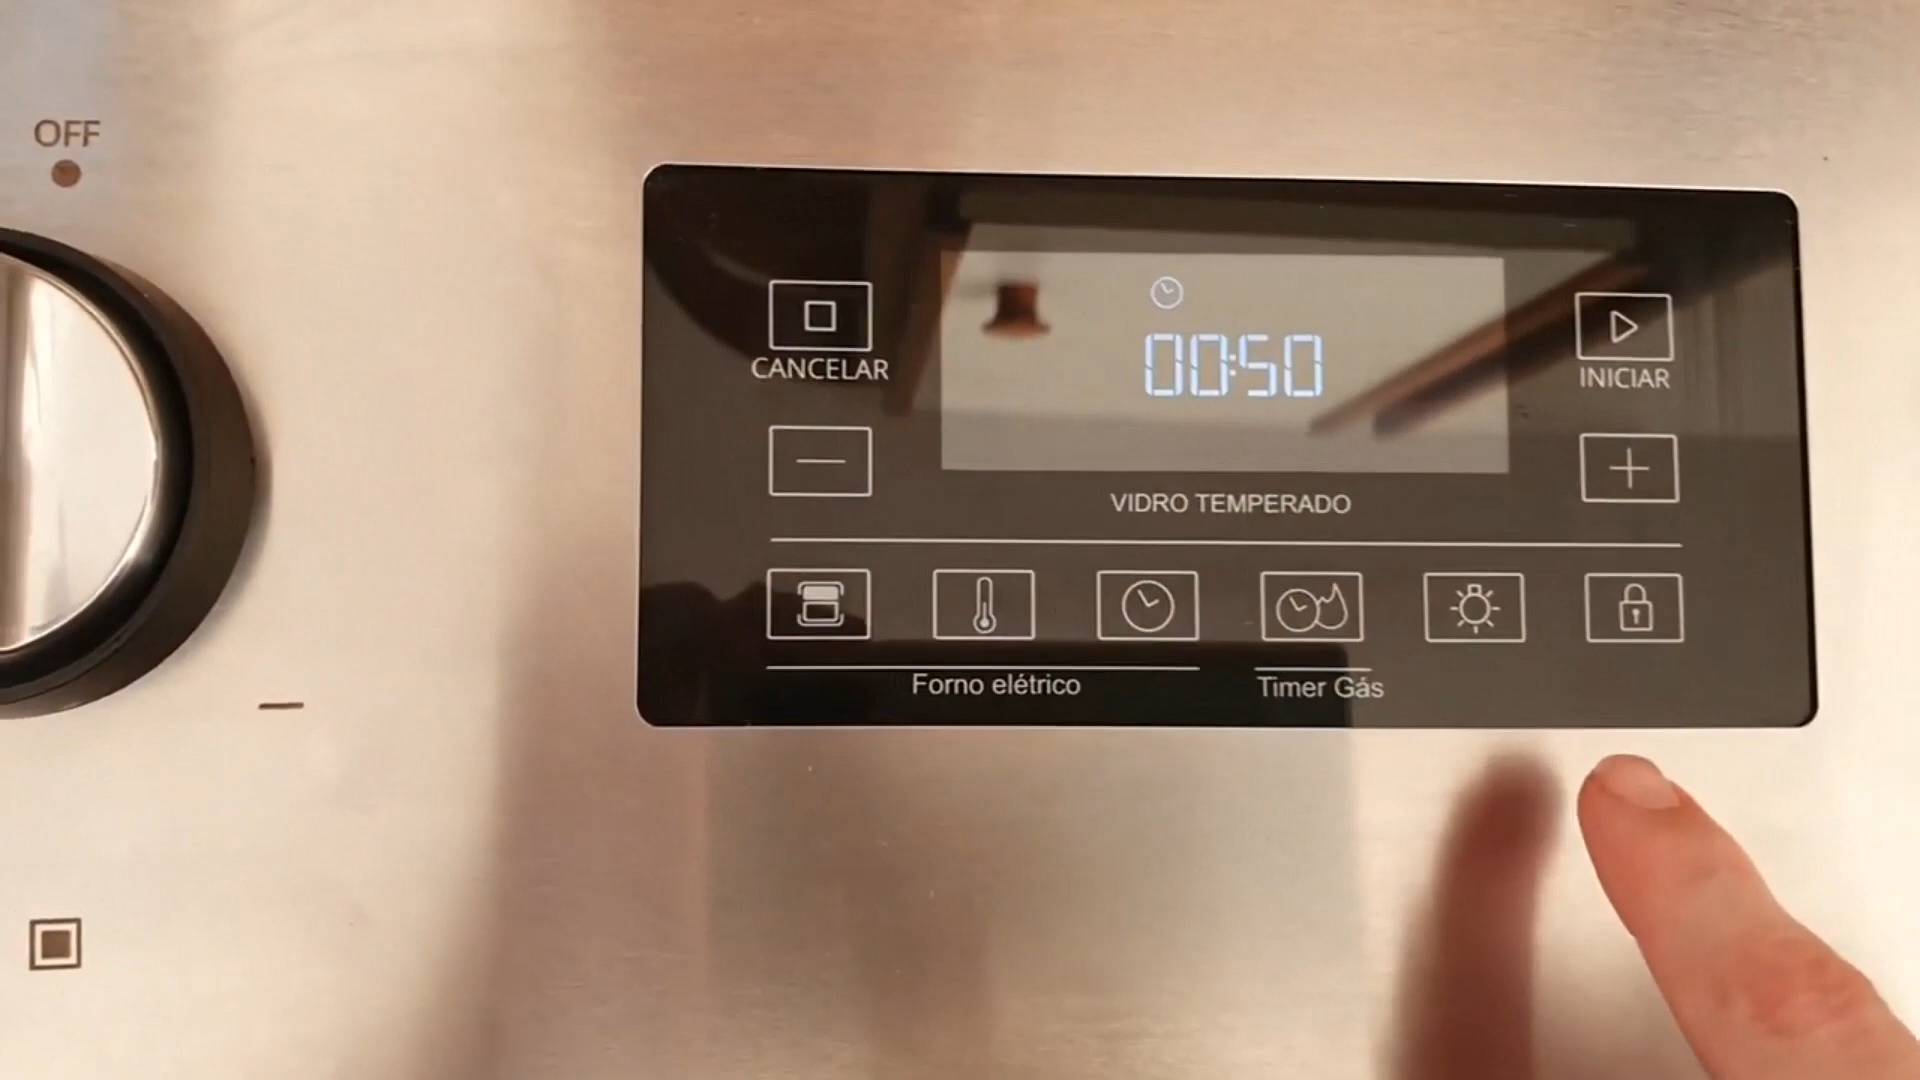 OFF
CANCELAR
00:50
INICIAR
VIDRO TEMPERADO
Forno elétrico
Timer Gás